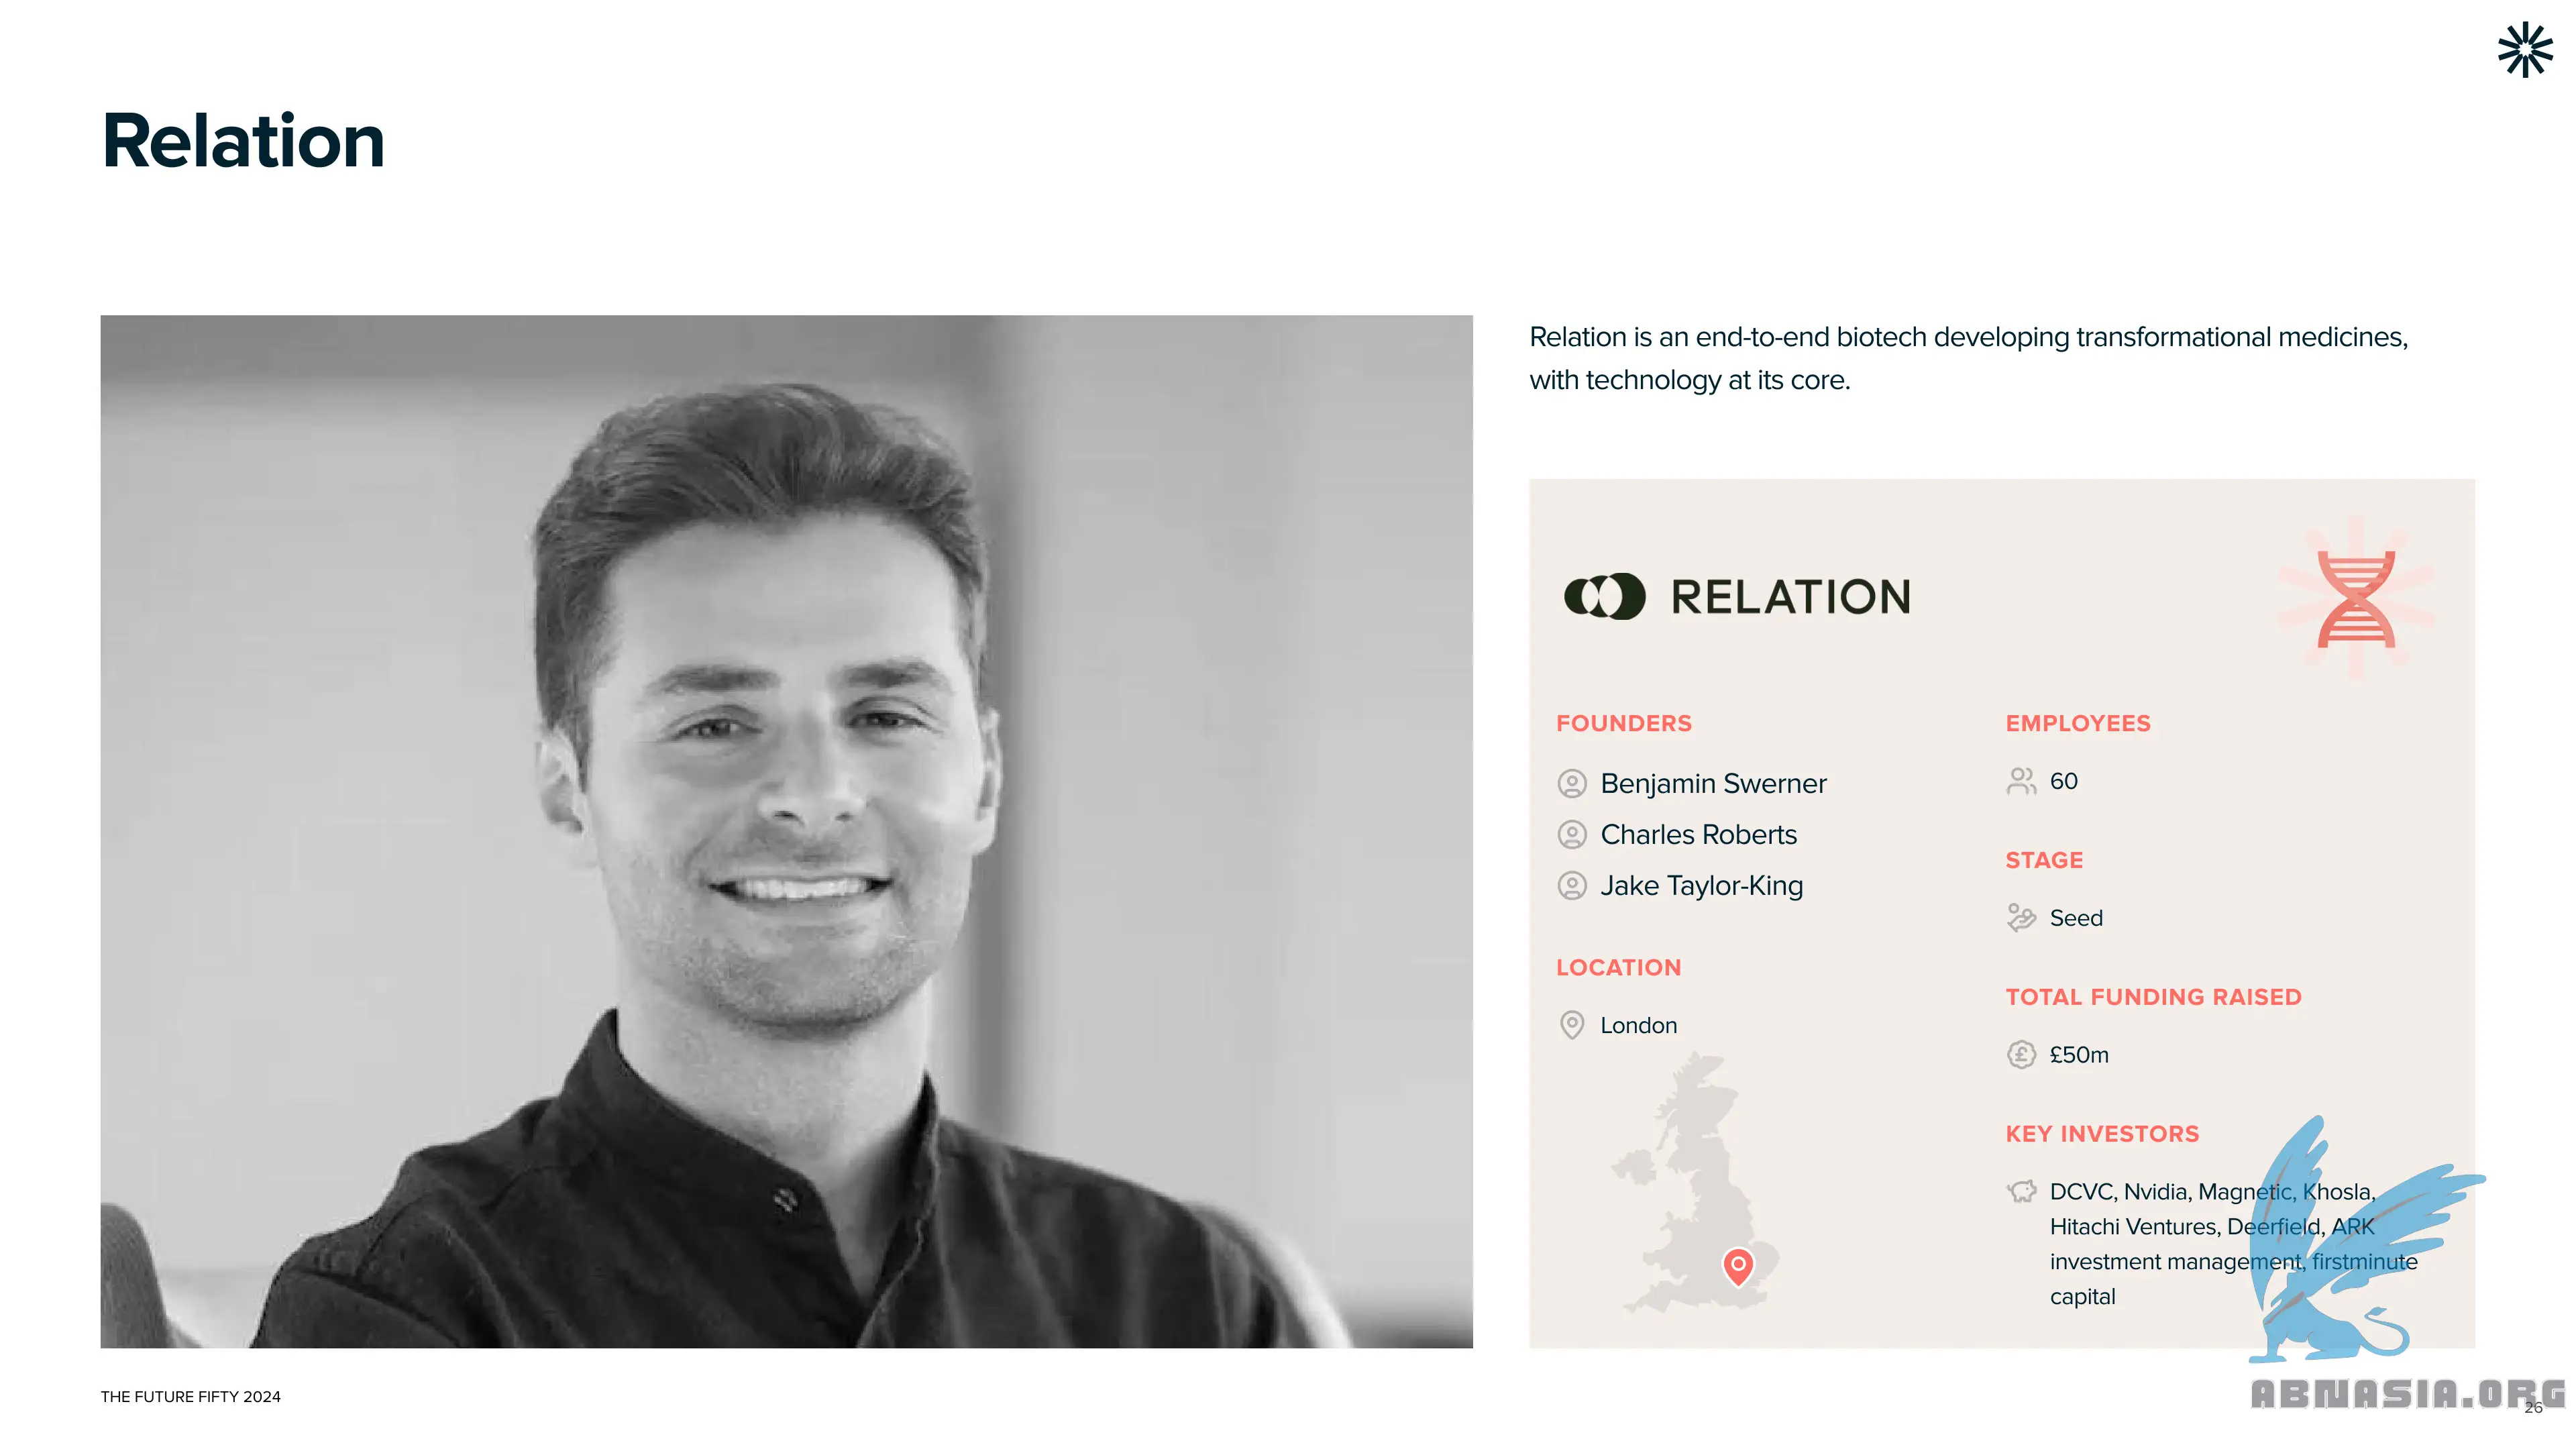 Relation
Relation is an end-to-end biotech developing transformational medicines,
with technology at its core.
RELATION
FOUNDERS
Benjamin Swerner
Charles Roberts
Jake Taylor-King
LOCATION
London
EMPLOYEES
60
STAGE
Seed
TOTAL FUNDING RAISED
£50m
KEY INVESTORS
DCVC, Nvidia, Magnetic, Khosla,
Hitachi Ventures, Deerfield, ARK
investment management, firstminute
capital
THE FUTURE FIFTY 2024
ABNASIA.ORG
26